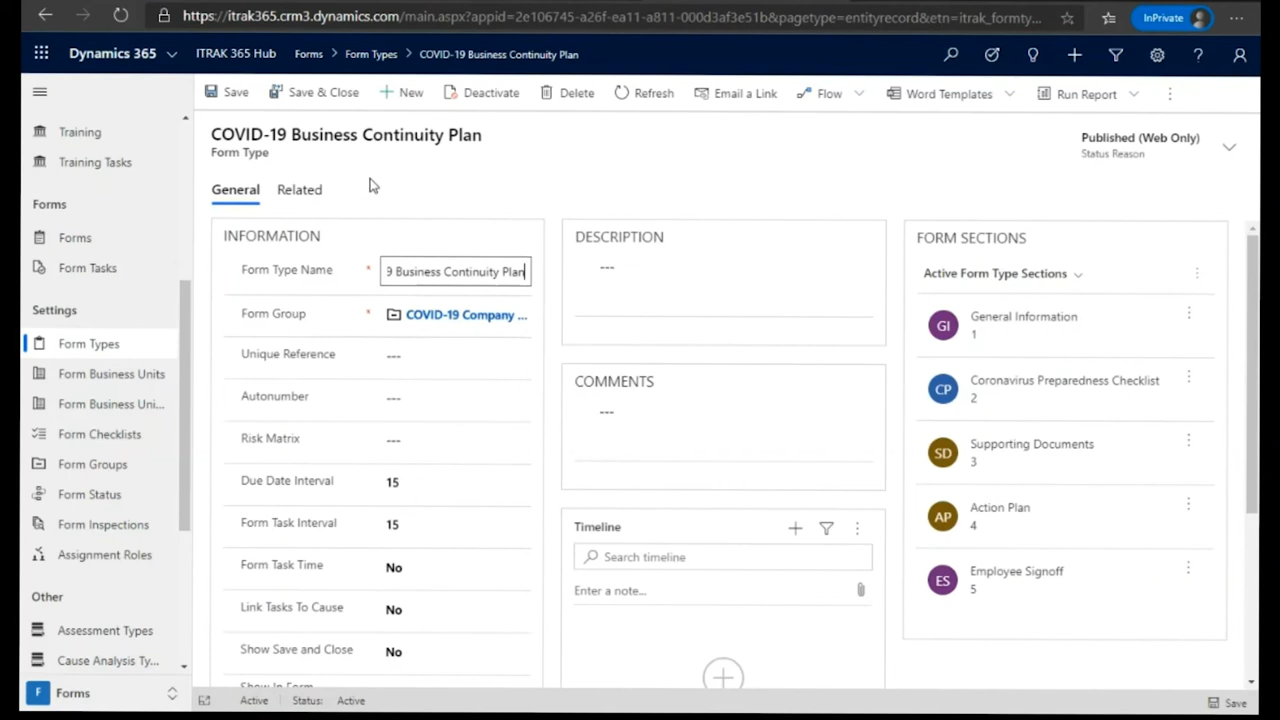 https://itrak365.crm3.dynamics.com/main.aspx?appid=2e106745-a26f-ea11-a811-000d3af3e51b&pagetype=entityrecord&etn=itrak_formty...
InPrivate
Dynamics 365
ITRAK 365 Hub
Forms > Form Types > COVID-19 Business Continuity Plan
Save
Save & Close
New
Deactivate
Delete
Refresh
Email a Link
Flow
Word Templates
Run Report
COVID-19 Business Continuity Plan
Form Type
Published (Web Only)
Status Reason
General
Related
Training
Training Tasks
Forms
Forms
Form Tasks
Settings
Form Types
Form Business Units
Form Business Uni...
Form Checklists
Form Groups
Form Status
Form Inspections
Assignment Roles
Other
Assessment Types
Cause Analysis Ty...
F Forms
INFORMATION
Form Type Name * 9 Business Continuity Plan
Form Group * COVID-19 Company ...
Unique Reference ---
Autonumber ---
Risk Matrix ---
Due Date Interval 15
Form Task Interval 15
Form Task Time No
Link Tasks To Cause No
Show Save and Close No
Show In Form
DESCRIPTION
---
COMMENTS
---
Timeline
Search timeline
Enter a note...
FORM SECTIONS
Active Form Type Sections
GI General Information
1
CP Coronavirus Preparedness Checklist
2
SD Supporting Documents
3
AP Action Plan
4
ES Employee Signoff
5
Active
Status: Active
Save